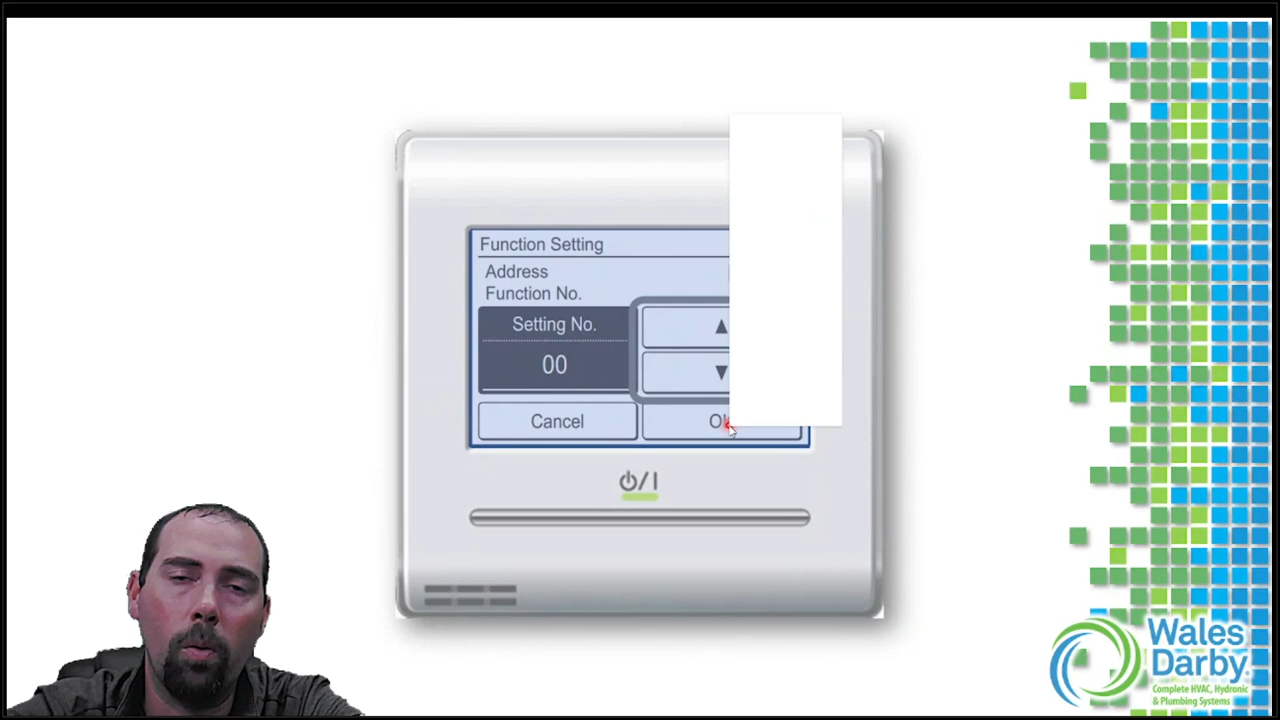 Function Setting
Address
Function No.
Setting No.
00
Cancel
Wales
Darby
Complete HVAC, Hydronic
& Plumbing Systems